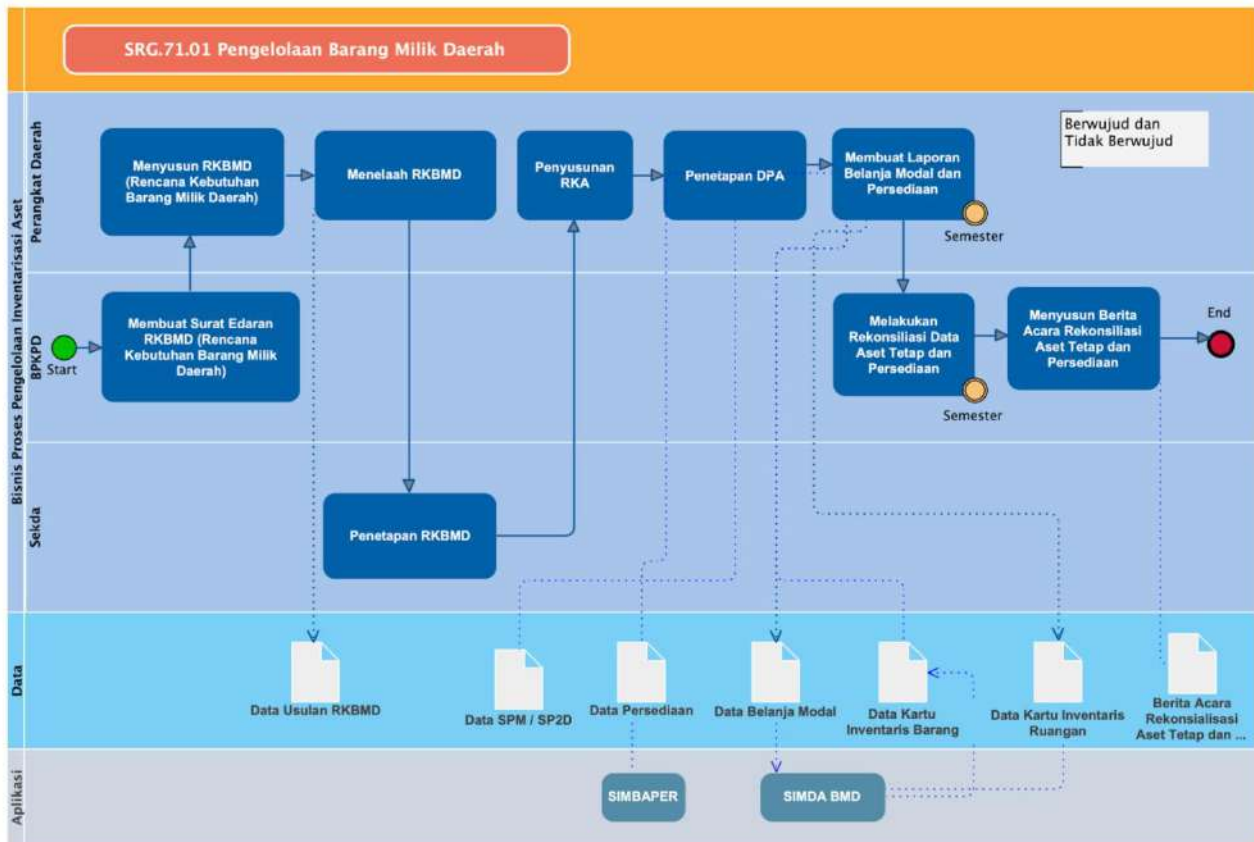 SRG.71.01 Pengelolaan Barang Milik Daerah
Bisnis Proses Pengelolaan Inventarisasi Aset
Perangkat Daerah
Menyusun RKBMD
(Rencana Kebutuhan
Barang Milik Daerah)
Menelaah RKBMD
Penyusunan
RKA
Penetapan DPA
Membuat Laporan
Belanja Modal dan
Persediaan
Semester
Berwujud dan
Tidak Berwujud
BPKPD
Start
Membuat Surat Edaran
RKBMD (Rencana
Kebutuhan Barang Milik
Daerah)
Melakukan
Rekonsiliasi Data
Aset Tetap dan
Persediaan
Semester
Menyusun Berita
Acara Rekonsiliasi
Aset Tetap dan
Persediaan
End
Sekda
Penetapan RKBMD
Data
Data Usulan RKBMD
Data SPM / SP2D
Data Persediaan
Data Belanja Modal
Data Kartu
Inventaris Barang
Data Kartu Inventaris
Ruangan
Berita Acara
Rekonsialisasi
Aset Tetap dan ...
Aplikasi
SIMBAPER
SIMDA BMD